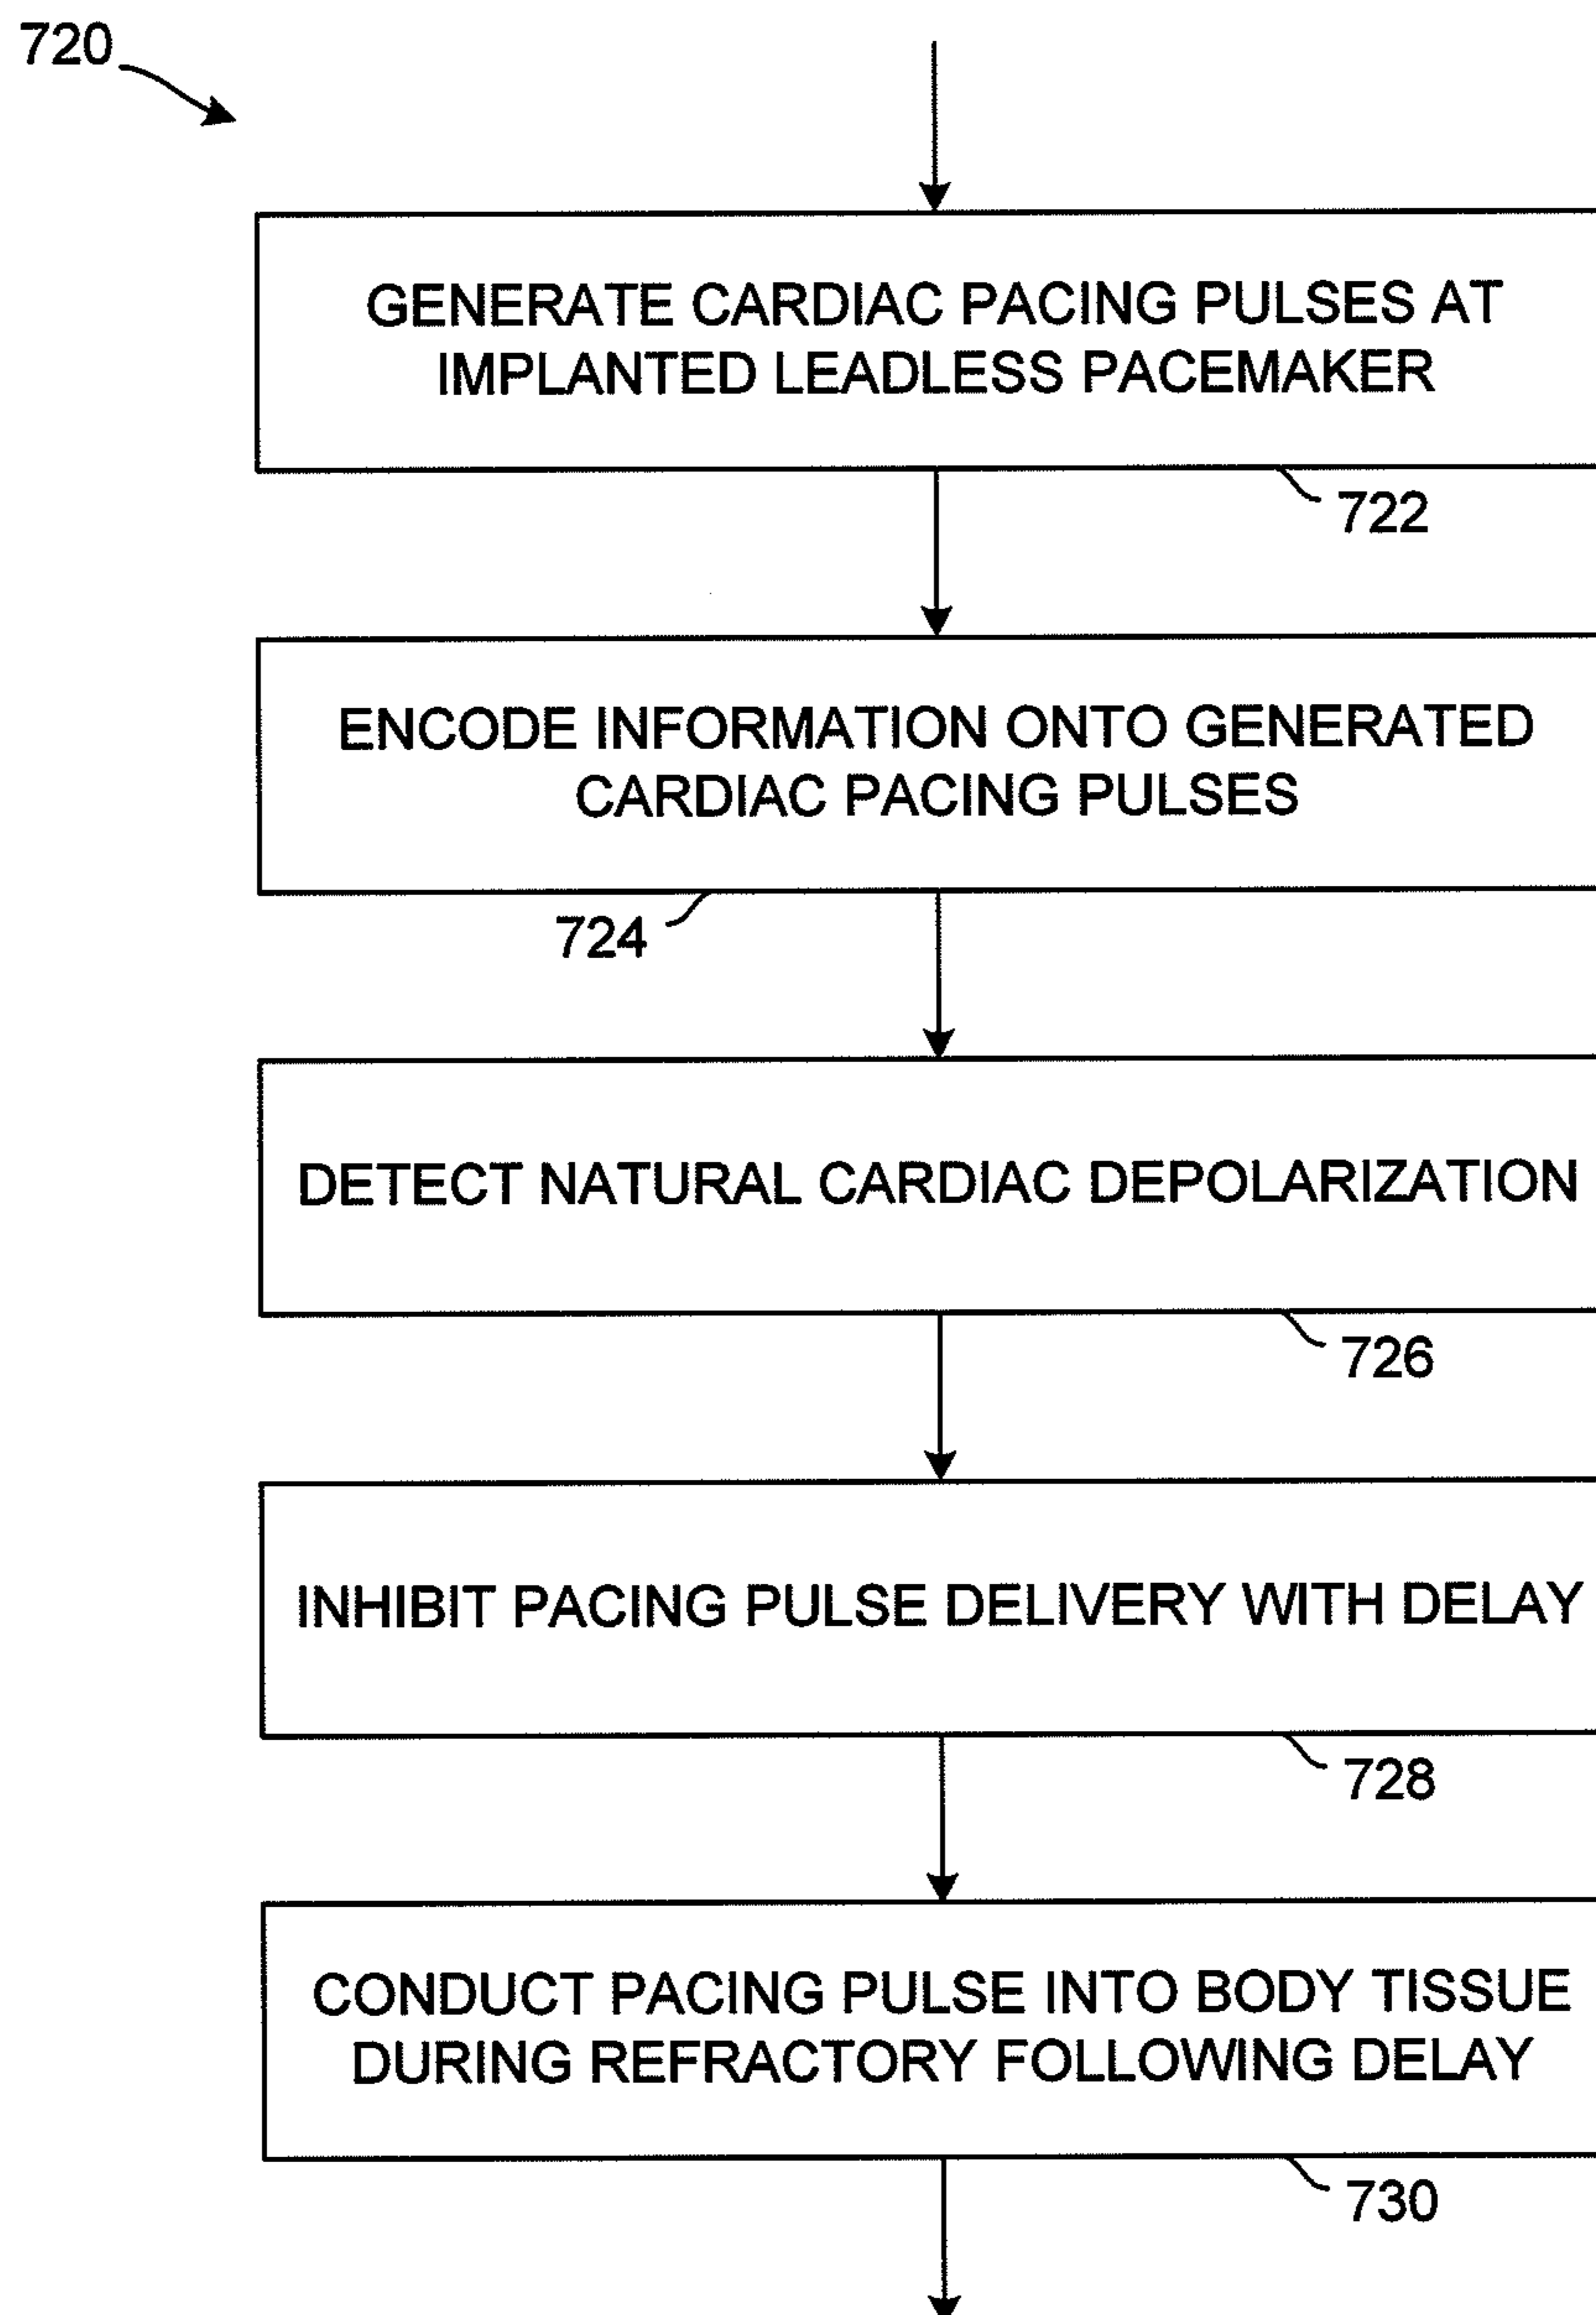 720
GENERATE CARDIAC PACING PULSES AT
IMPLANTED LEADLESS PACEMAKER
722
ENCODE INFORMATION ONTO GENERATED
CARDIAC PACING PULSES
724
DETECT NATURAL CARDIAC DEPOLARIZATION
726
INHIBIT PACING PULSE DELIVERY WITH DELAY
728
CONDUCT PACING PULSE INTO BODY TISSUE
DURING REFRACTORY FOLLOWING DELAY
730